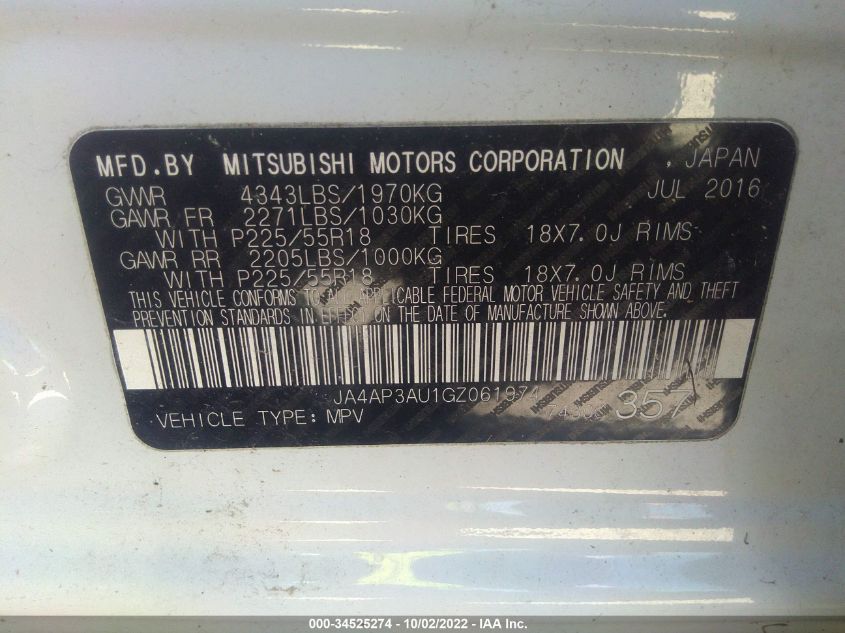 MFD.BY MITSUBISHI MOTORS CORPORATION , JAPAN
GVWR 4343LBS/1970KG JUL 2016
GAWR FR 2271LBS/1030KG
WITH P225/55R18 TIRES 18X7.0J RIMS
GAWR RR 2205LBS/1000KG
WITH P225/55R18 TIRES 18X7.0J RIMS
THIS VEHICLE CONFORMS TO ALL APPLICABLE FEDERAL MOTOR VEHICLE SAFETY AND THEFT
PREVENTION STANDARDS IN EFFECT ON THE DATE OF MANUFACTURE SHOWN ABOVE.
JA4AP3AU1GZ061974
VEHICLE TYPE: MPV 357
000-34525274 - 10/02/2022 - IAA Inc.